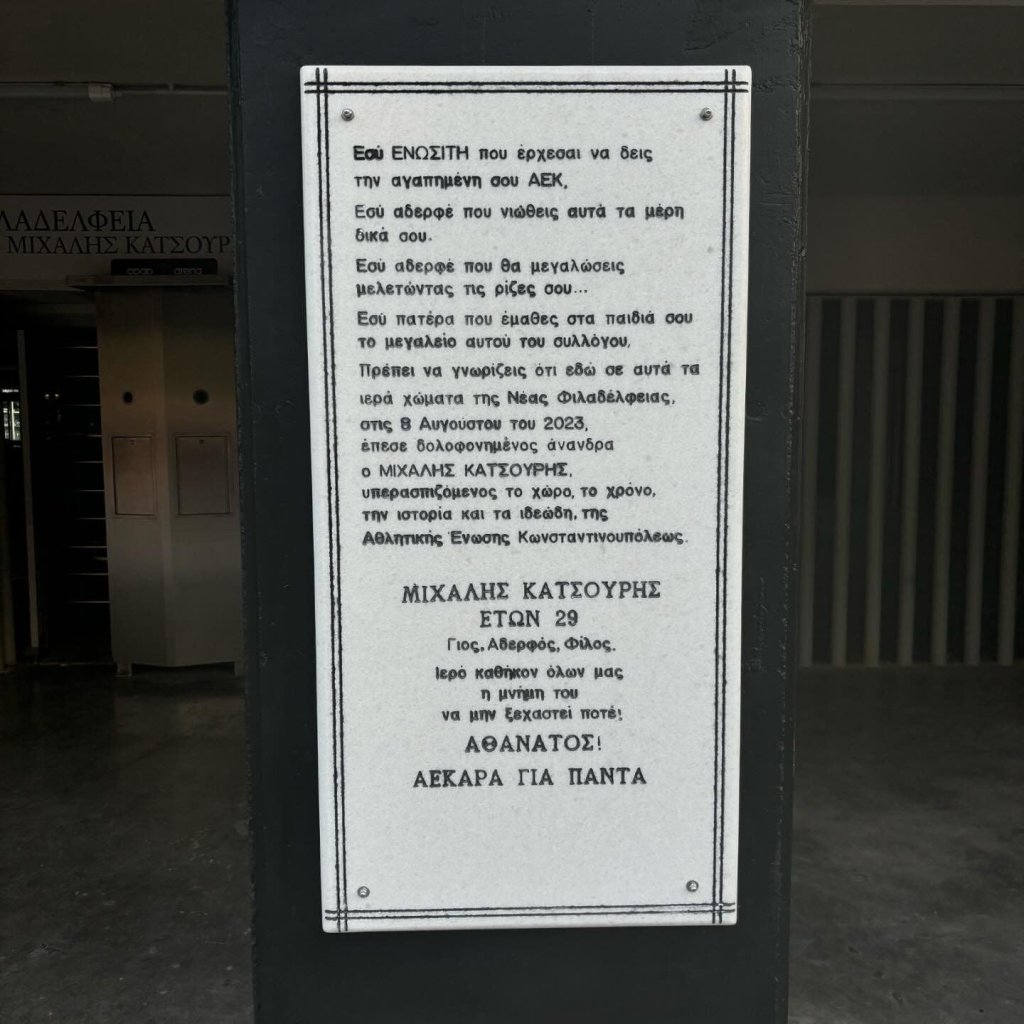 Εσύ ΕΝΩΣΙΤΗ που έρχεσαι να δεις
την αγαπημένη σου ΑΕΚ,
Εσύ αδερφέ που νιώθεις αυτά τα μέρη
δικά σου.
Εσύ αδερφέ που θα μεγαλώσεις
μελετώντας τις ρίζες σου...
Εσύ πατέρα που έμαθες στα παιδιά σου
το μεγαλείο αυτού του συλλόγου,
Πρέπει να γνωρίζεις ότι εδώ σε αυτά τα
ιερά χώματα της Νέας Φιλαδέλφειας,
στις 8 Αυγούστου του 2023,
έπεσε δολοφονημένος άνανδρα
ο ΜΙΧΑΛΗΣ ΚΑΤΣΟΥΡΗΣ,
υπερασπιζόμενος το χώρο, το χρόνο,
την ιστορία και τα ιδεώδη, της
Αθλητικής Ένωσης Κωνσταντινουπόλεως.
ΜΙΧΑΛΗΣ ΚΑΤΣΟΥΡΗΣ
ΕΤΩΝ 29
Γιος, Αδερφός, Φίλος.
Ιερό καθήκον όλων μας
η μνήμη του
να μην ξεχαστεί ποτέ!
ΑΘΑΝΑΤΟΣ!
ΑΕΚΑΡΑ ΓΙΑ ΠΑΝΤΑ
ΛΑΔΕΛΦΕΙΑ
ΜΙΧΑΛΗΣ ΚΑΤΣΟΥΡ
opap arena